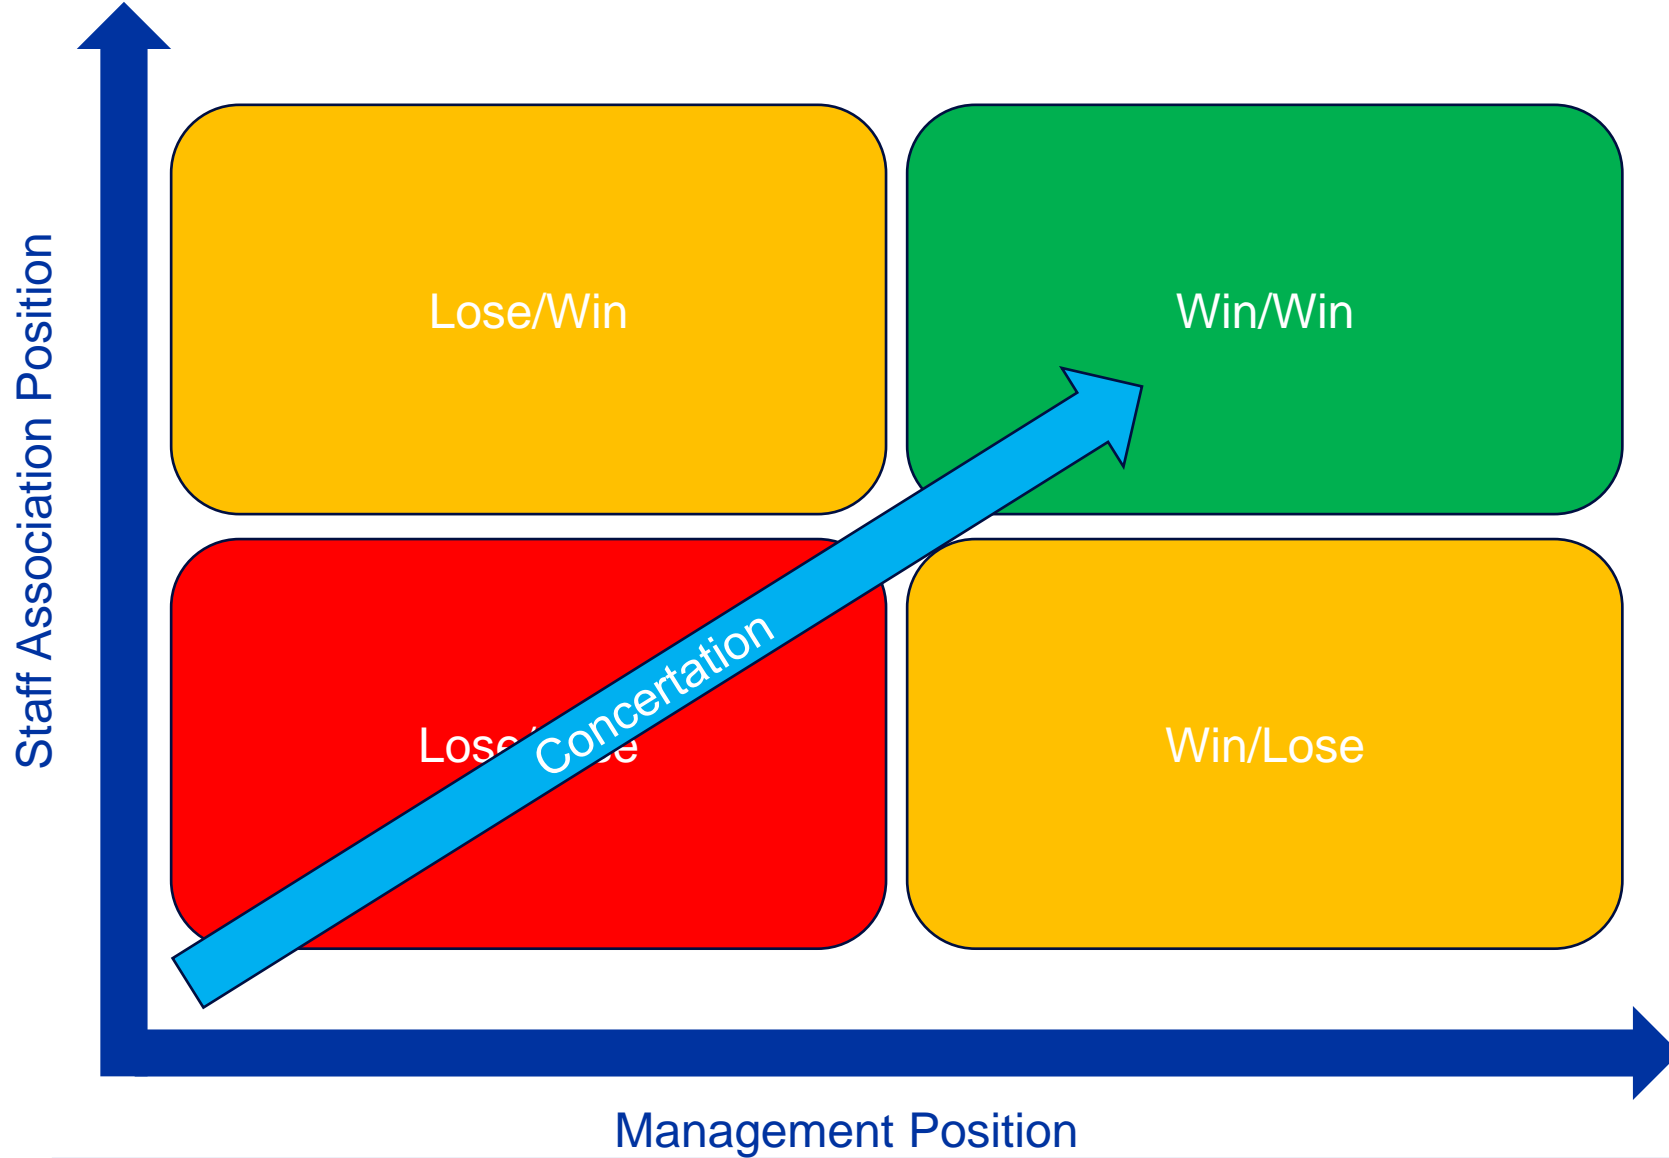 Staff Association Position
Lose/Win
Win/Win
Concertation
Win/Lose
Management Position